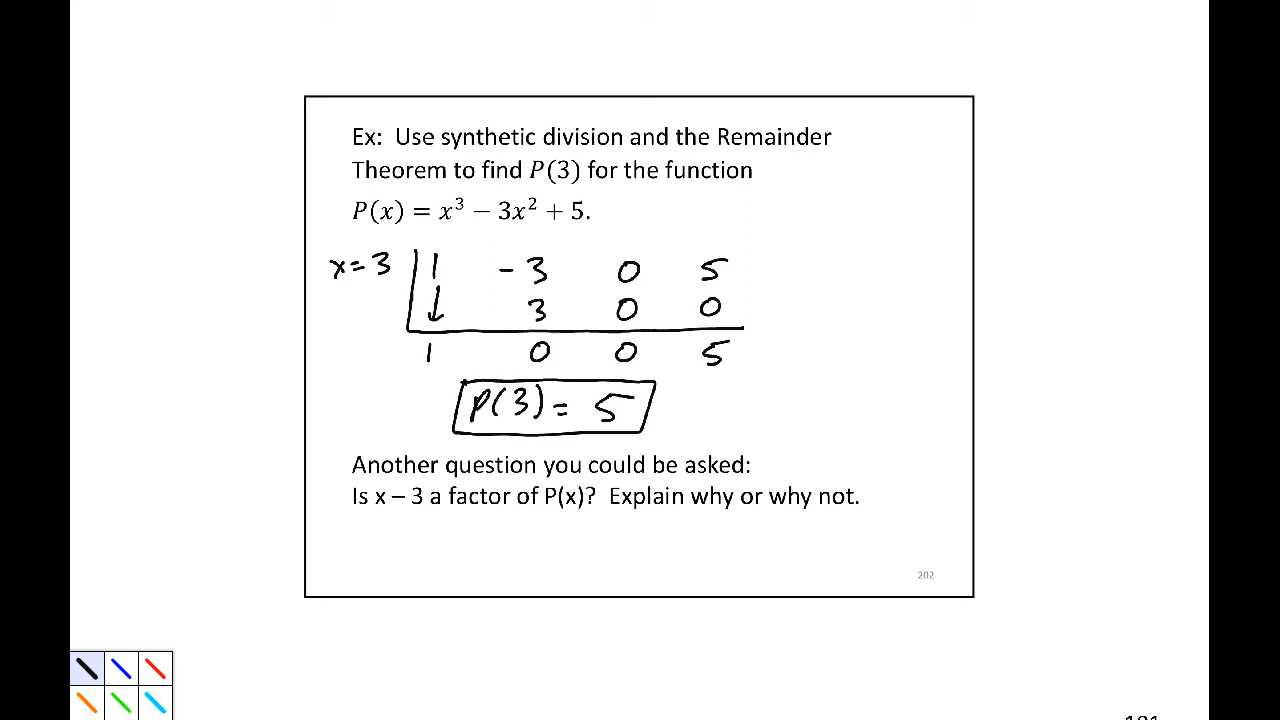 Ex: Use synthetic division and the Remainder
Theorem to find P(3) for the function
P(x) = x³ − 3x² + 5.
x=3 1 -3 0 5
↓ 3 0 0
1 0 0 5
P(3) = 5
Another question you could be asked:
Is x – 3 a factor of P(x)? Explain why or why not.
202